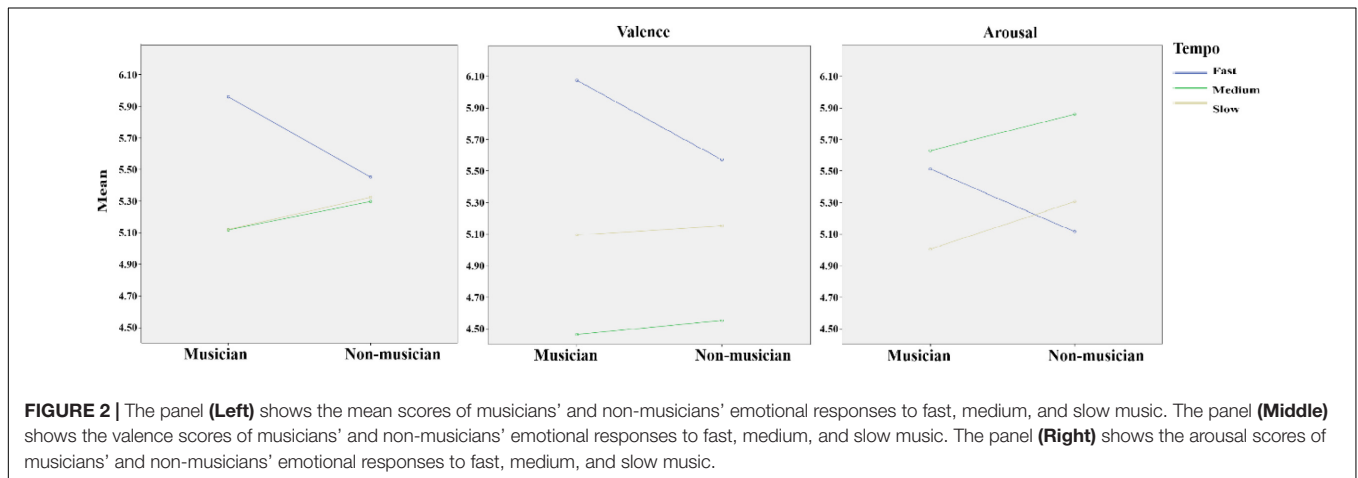 Valence
Arousal
Tempo
Fast
Medium
Slow
Mean
6.10
5.90
5.70
5.50
5.30
5.10
4.90
4.70
4.50
Musician
Non-musician
6.10
5.90
5.70
5.50
5.30
5.10
4.90
4.70
4.50
Musician
Non-musician
6.10
5.90
5.70
5.50
5.30
5.10
4.90
4.70
4.50
Musician
Non-musician
FIGURE 2 | The panel (Left) shows the mean scores of musicians’ and non-musicians’ emotional responses to fast, medium, and slow music. The panel (Middle)
shows the valence scores of musicians’ and non-musicians’ emotional responses to fast, medium, and slow music. The panel (Right) shows the arousal scores of
musicians’ and non-musicians’ emotional responses to fast, medium, and slow music.